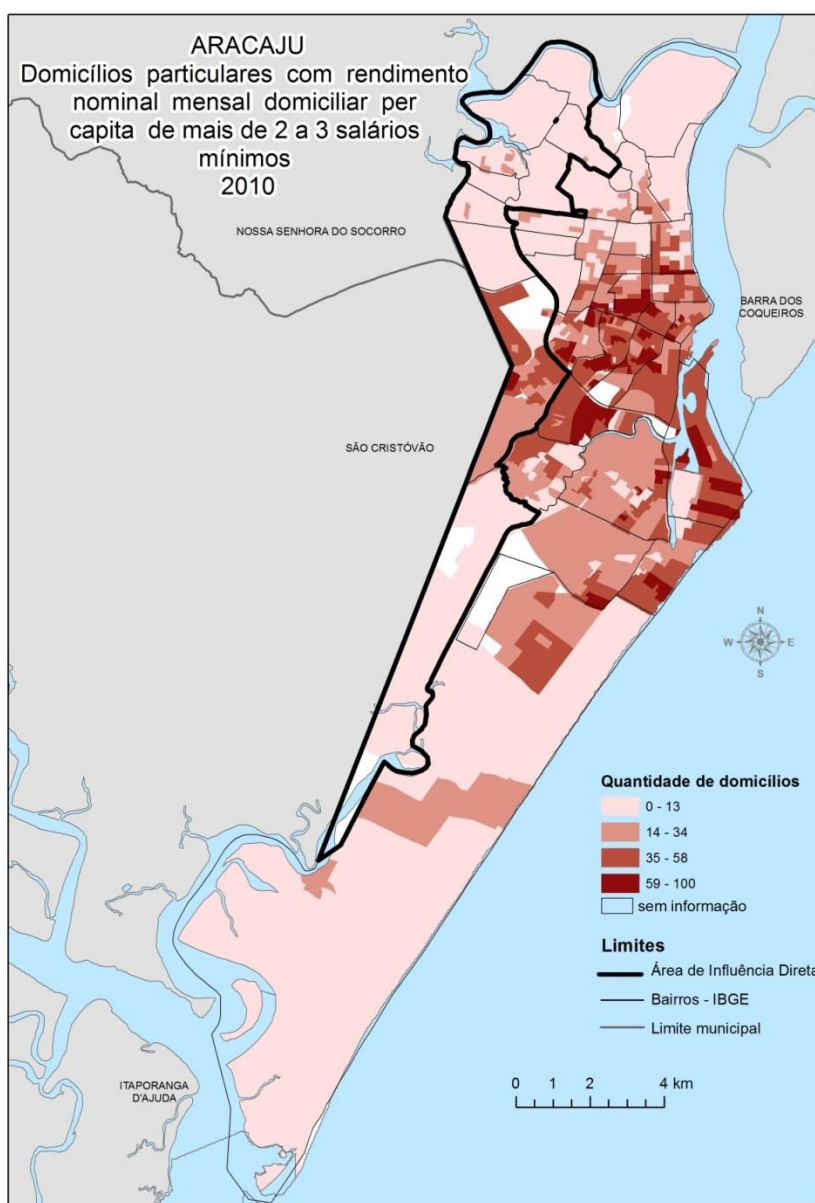 ARACAJU
Domicílios particulares com rendimento
nominal mensal domiciliar per
capita de mais de 2 a 3 salários
mínimos
2010
NOSSA SENHORA DO SOCORRO
BARRA DOS
COQUEIROS
SÃO CRISTÓVÃO
N
W E
S
Quantidade de domicílios
0 - 13
14 - 34
35 - 58
59 - 100
sem informação
Limites
Área de Influência Direta
Bairros - IBGE
Limite municipal
ITAPORANGA
D'AJUDA
0 1 2 4 km